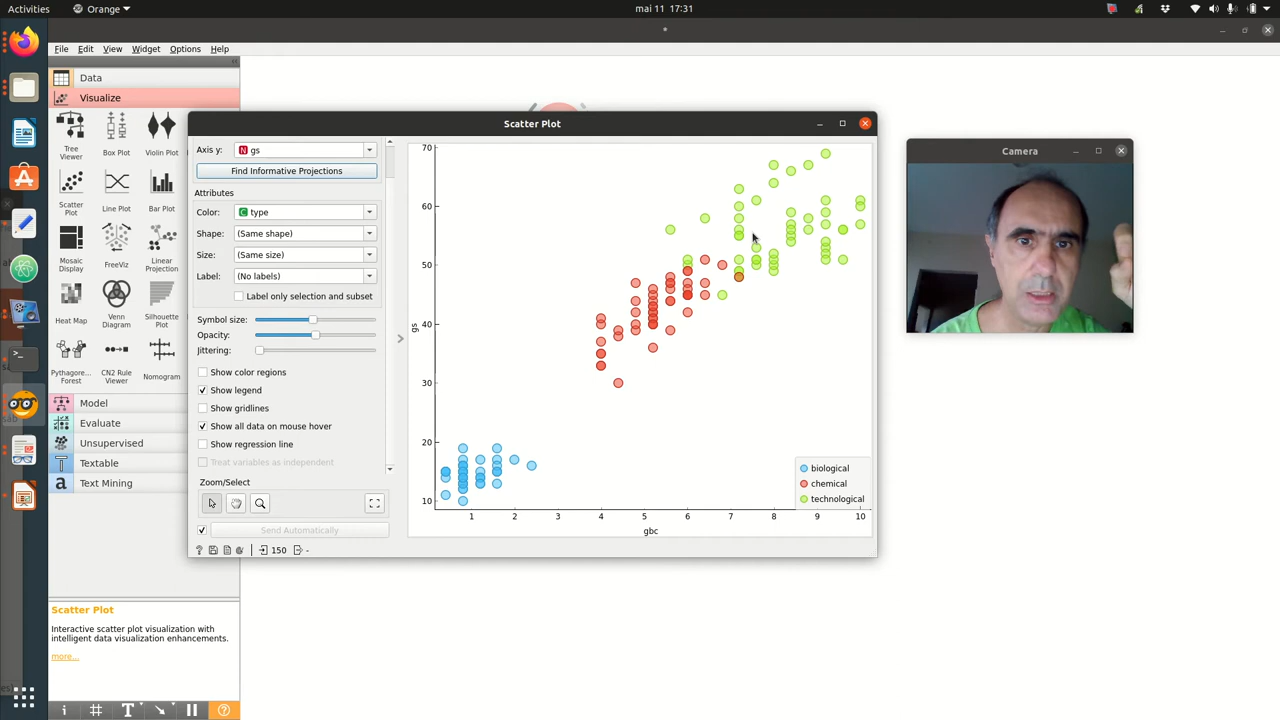 Activities
Orange
mai 11 17:31
File Edit View Widget Options Help
Data
Visualize
Tree Viewer
Box Plot
Violin Plot
Scatter Plot
Line Plot
Bar Plot
Mosaic Display
FreeViz
Linear Projection
Heat Map
Venn Diagram
Silhouette Plot
Pythagore... Forest
CN2 Rule Viewer
Nomogram
Model
Evaluate
Unsupervised
Textable
a Text Mining
Scatter Plot
Interactive scatter plot visualization with
intelligent data visualization enhancements.
more...
Scatter Plot
Axis y: N gs
Find Informative Projections
Attributes
Color: C type
Shape: (Same shape)
Size: (Same size)
Label: (No labels)
Label only selection and subset
Symbol size:
Opacity:
Jittering:
Show color regions
Show legend
Show gridlines
Show all data on mouse hover
Show regression line
Treat variables as independent
Zoom/Select
Send Automatically
150 -
70
60
50
40
30
20
10
gs
1 2 3 4 5 6 7 8 9 10
gbc
biological
chemical
technological
Camera